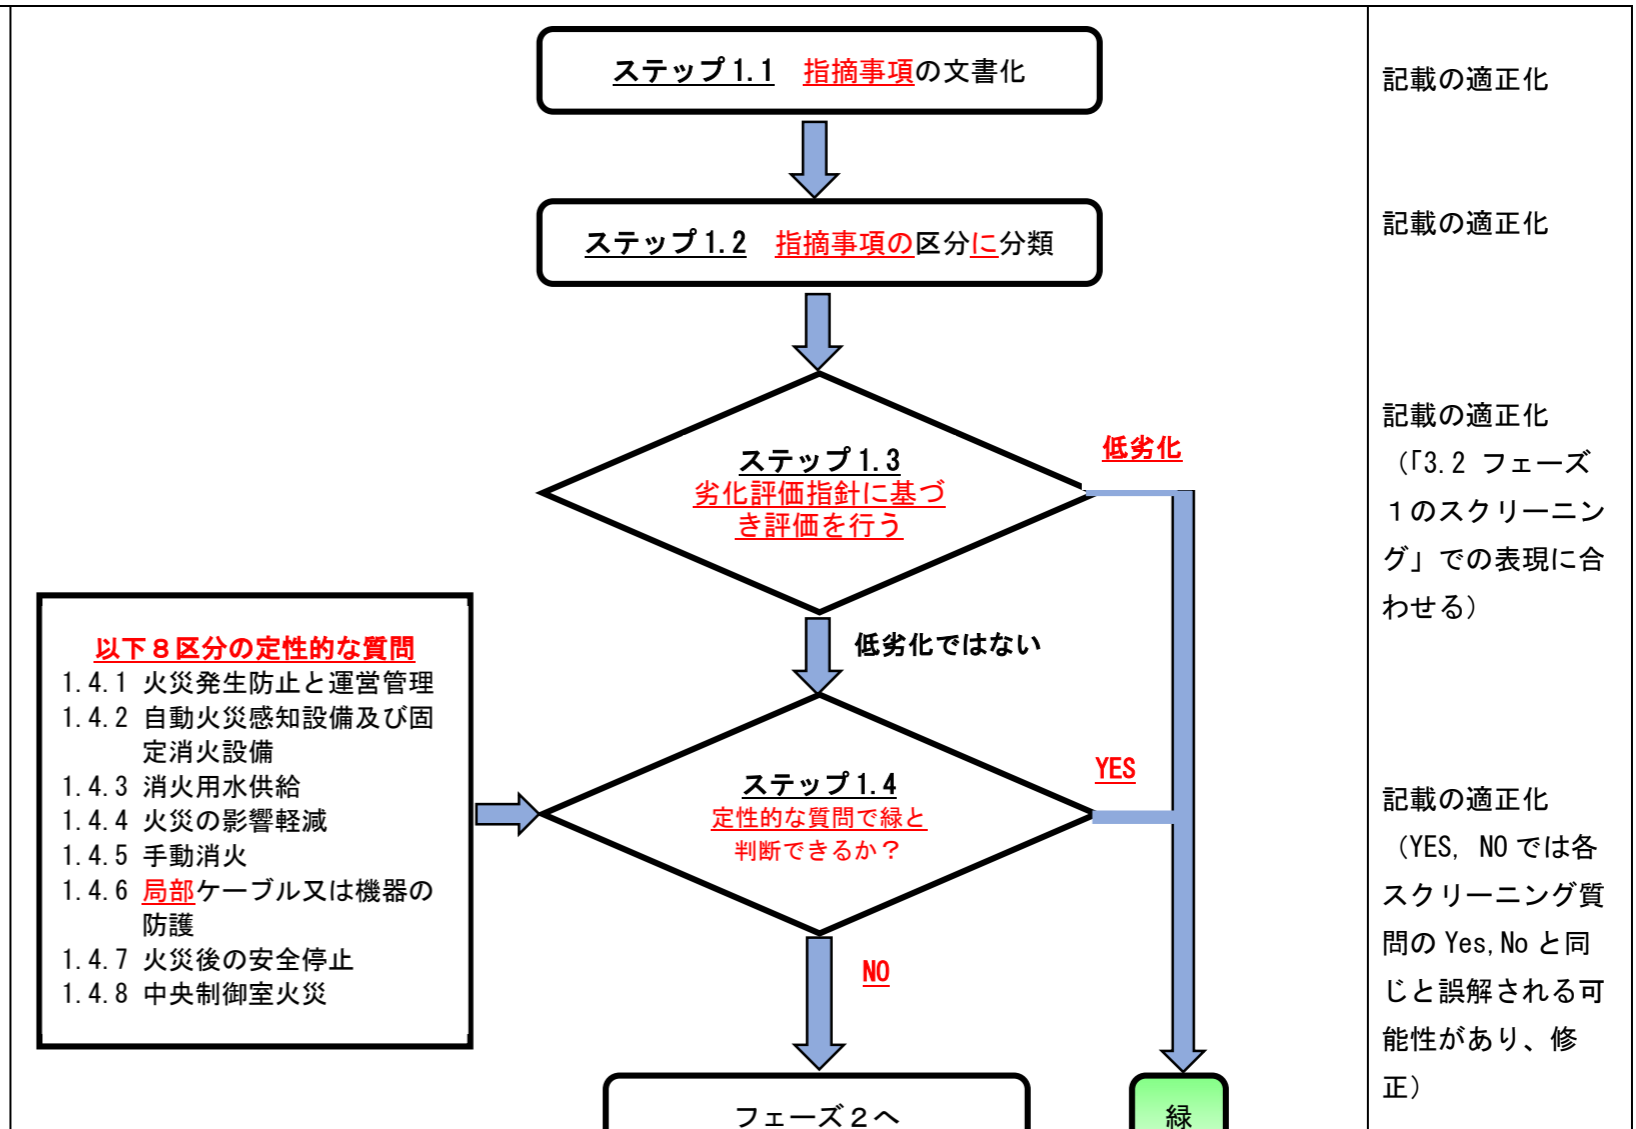 ステップ1.1 指摘事項の文書化
記載の適正化
ステップ1.2 指摘事項の区分に分類
記載の適正化
ステップ1.3
劣化評価指針に基づ
き評価を行う
低劣化
記載の適正化
(「3.2 フェーズ
1のスクリーニン
グ」での表現に合
わせる)
低劣化ではない
以下8区分の定性的な質問
1.4.1 火災発生防止と運営管理
1.4.2 自動火災感知設備及び固
定消火設備
1.4.3 消火用水供給
1.4.4 火災の影響軽減
1.4.5 手動消火
1.4.6 局部ケーブル又は機器の
防護
1.4.7 火災後の安全停止
1.4.8 中央制御室火災
ステップ1.4
定性的な質問で緑と
判断できるか?
YES
NO
記載の適正化
(YES, NOでは各
スクリーニング質
問のYes,Noと同
じと誤解される可
能性があり、修
正)
フェーズ2へ
緑